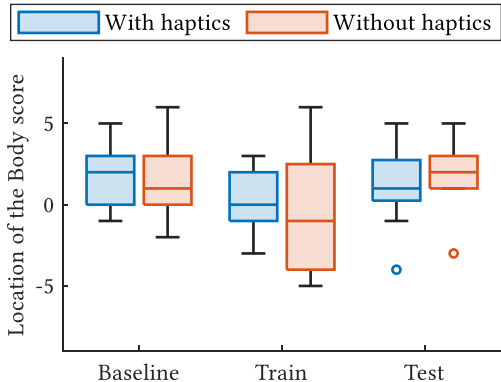 With haptics Without haptics
Location of the Body score
5
0
-5
Baseline Train Test